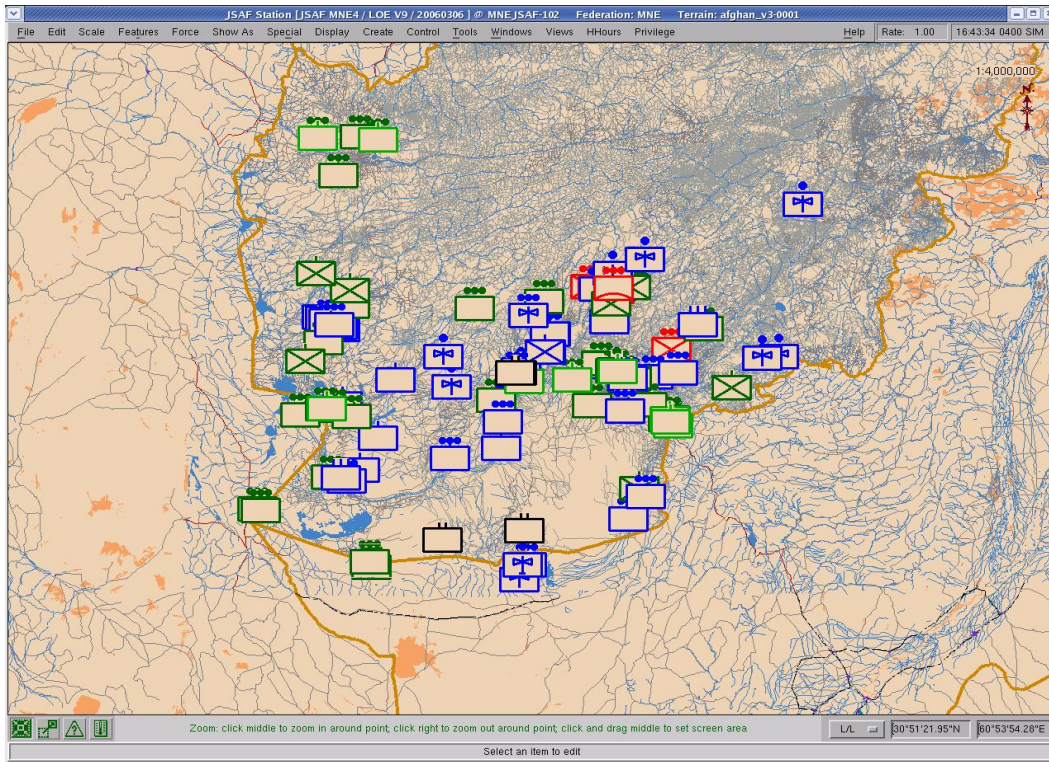 JSAF Station [JSAF MNE4 / LOE V9 / 20060306 ] @ MNEJSAF-102 Federation: MNE Terrain: afghan_v3-0001
File Edit Scale Features Force Show As Special Display Create Control Tools Windows Views HHours Privilege Help Rate: 1.00 16:43:34 0400 SIM
1:4,000,000
N
Zoom: click middle to zoom in around point; click right to zoom out around point; click and drag middle to set screen area L/L 30°51'21.95"N 60°53'54.28"E
Select an item to edit